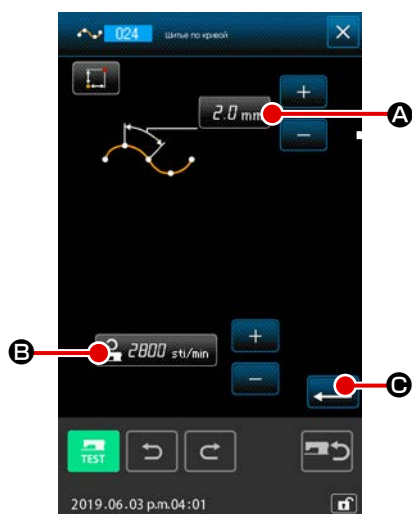 024 Шитье по кривой
2.0 mm
A
B
2800 sti/min
C
TEST
2019.06.03 p.m.04:01